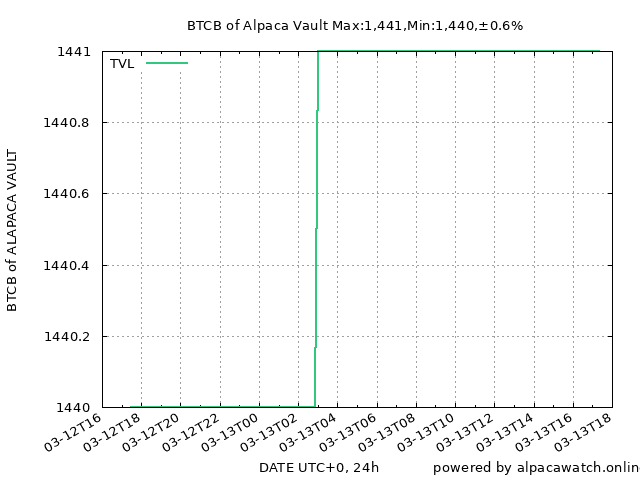 BTCB of Alpaca Vault Max:1,441,Min:1,440,±0.6%
TVL
1441
1440.8
1440.6
1440.4
1440.2
1440
BTCB of ALAPACA VAULT
03-12T16
03-12T18
03-12T20
03-12T22
03-13T00
03-13T02
03-13T04
03-13T06
03-13T08
03-13T10
03-13T12
03-13T14
03-13T16
03-13T18
DATE UTC+0, 24h
powered by alpacawatch.onlin